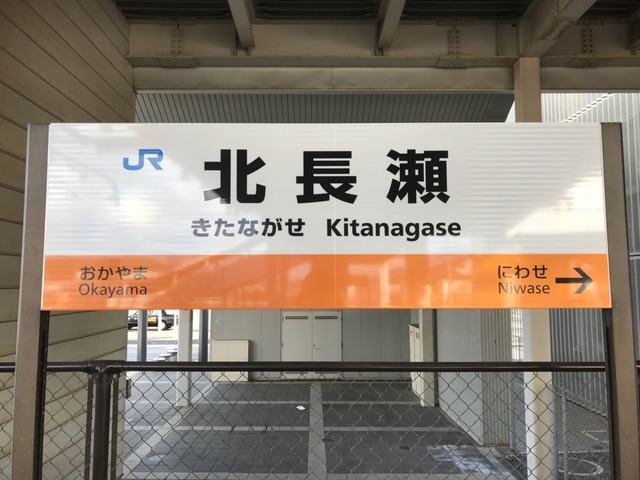 JR
北長瀬
きたながせ Kitanagase
おかやま
Okayama
にわせ →
Niwase